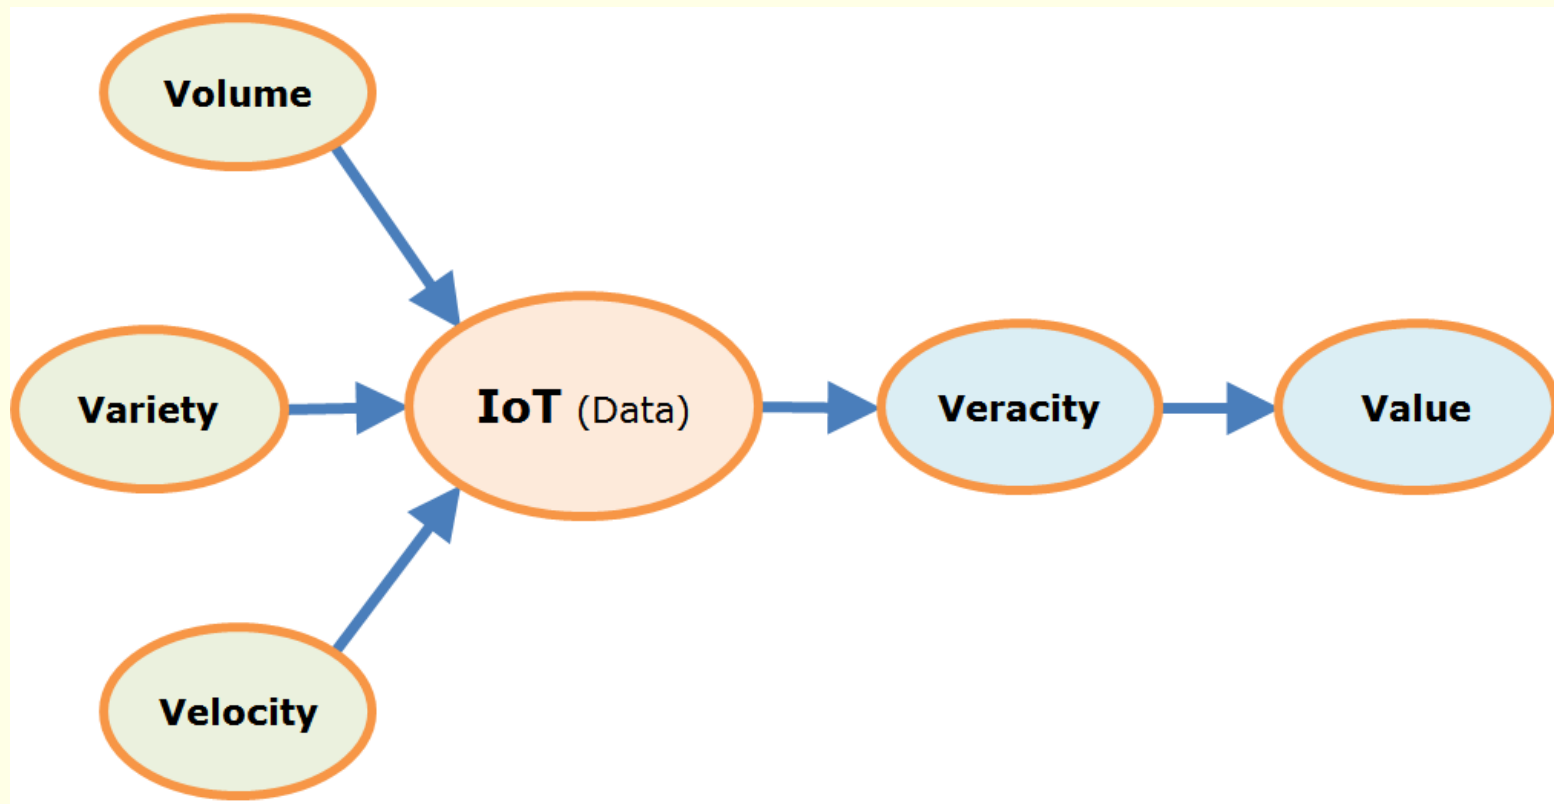 Volume
Variety
IoT (Data)
Veracity
Value
Velocity